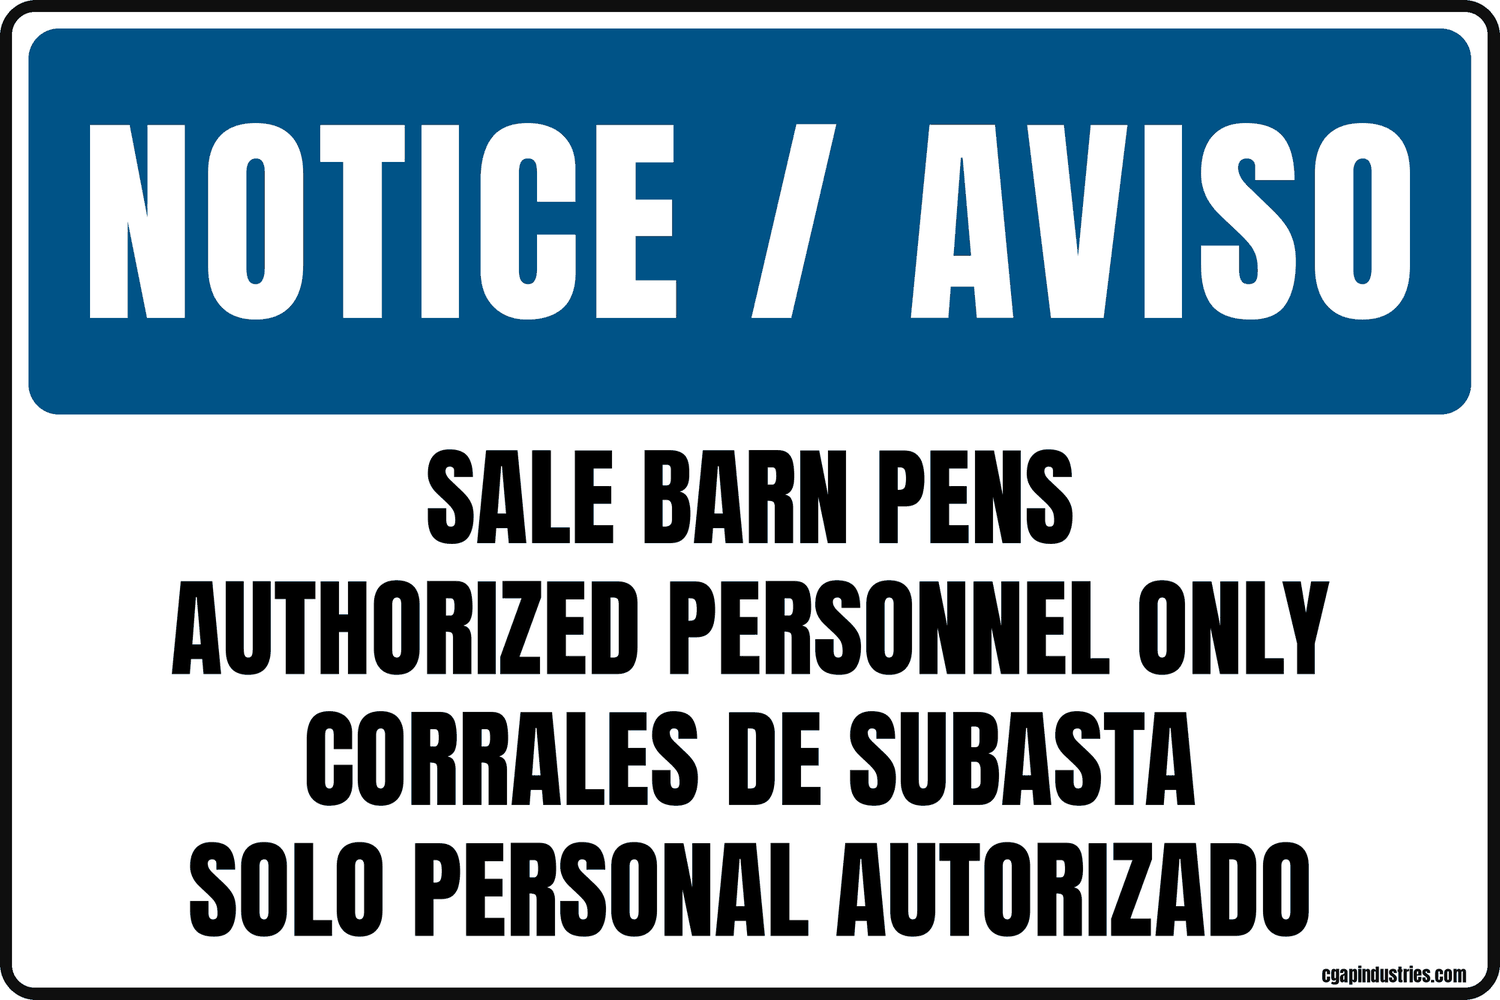 NOTICE / AVISO
SALE BARN PENS
AUTHORIZED PERSONNEL ONLY
CORRALES DE SUBASTA
SOLO PERSONAL AUTORIZADO
cgapindustries.com